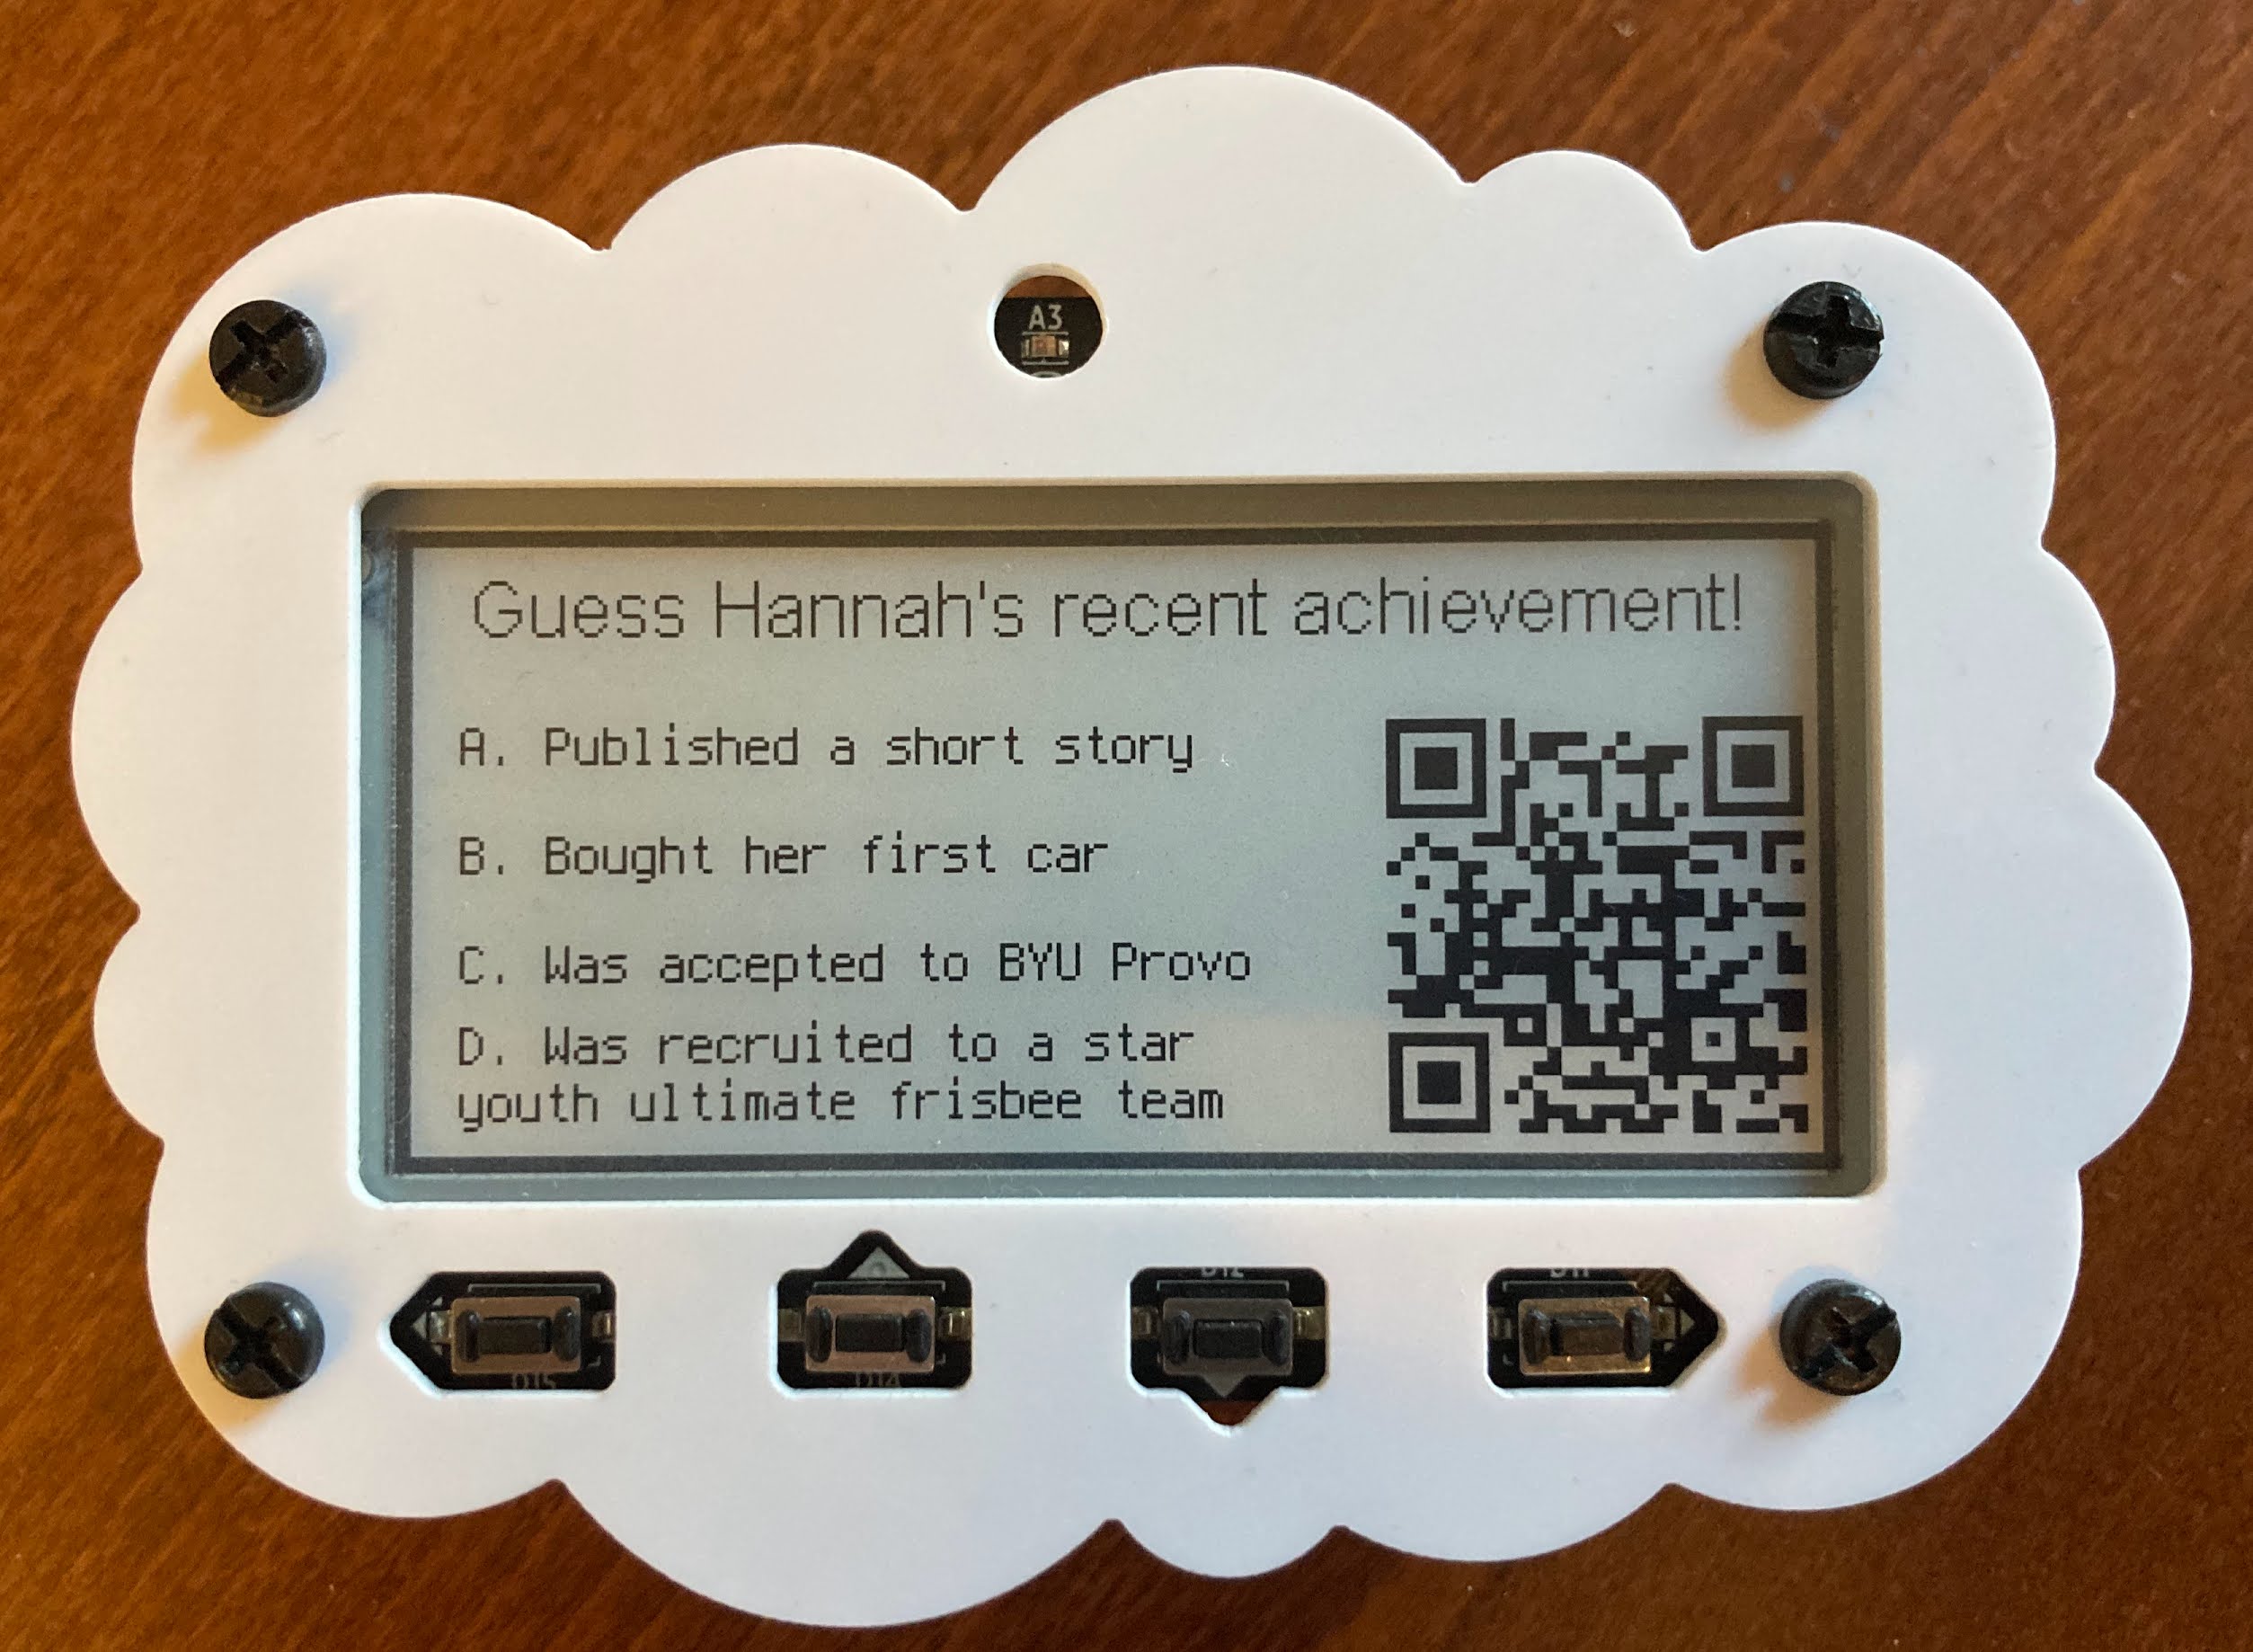 A3
Guess Hannah's recent achievement!
A. Published a short story
B. Bought her first car
C. Was accepted to BYU Provo
D. Was recruited to a star
youth ultimate frisbee team
D12
D11
D15
D14